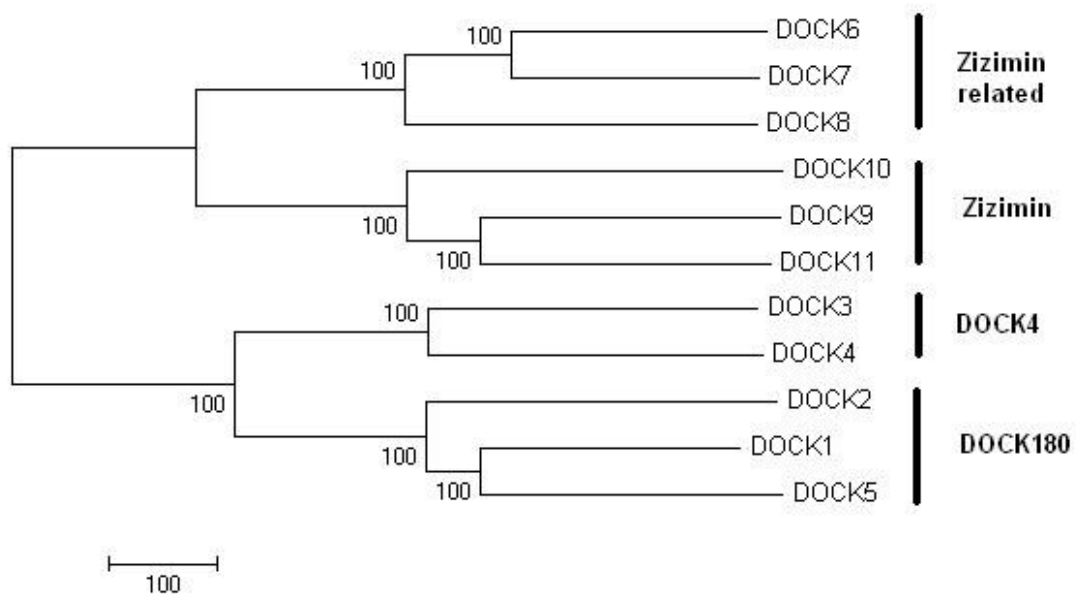 100
DOCK6
100
DOCK7
DOCK8
Zizimin
related
DOCK10
100
DOCK9
100
DOCK11
Zizimin
100
DOCK3
DOCK4
DOCK4
100
DOCK2
100
DOCK1
100
DOCK5
DOCK180
100